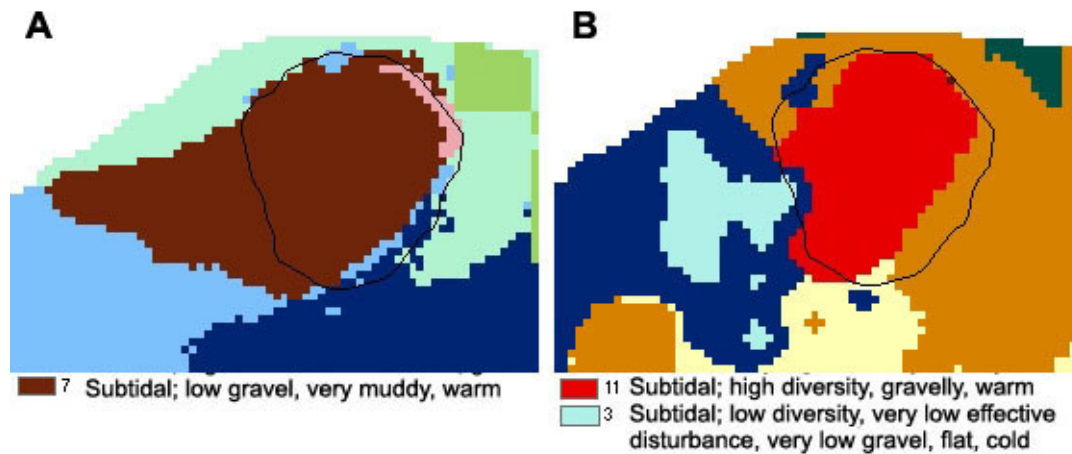 A
B
7 Subtidal; low gravel, very muddy, warm
11 Subtidal; high diversity, gravelly, warm
3 Subtidal; low diversity, very low effective
disturbance, very low gravel, flat, cold